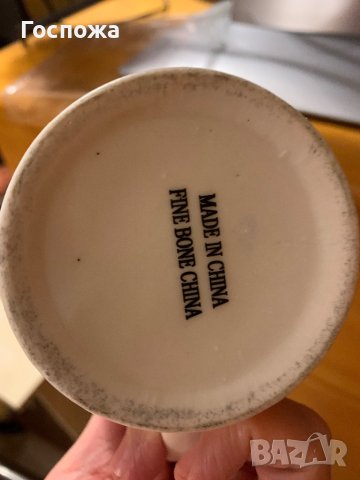 Госпожа
MADE IN CHINA
FINE BONE CHINA
BAZAR